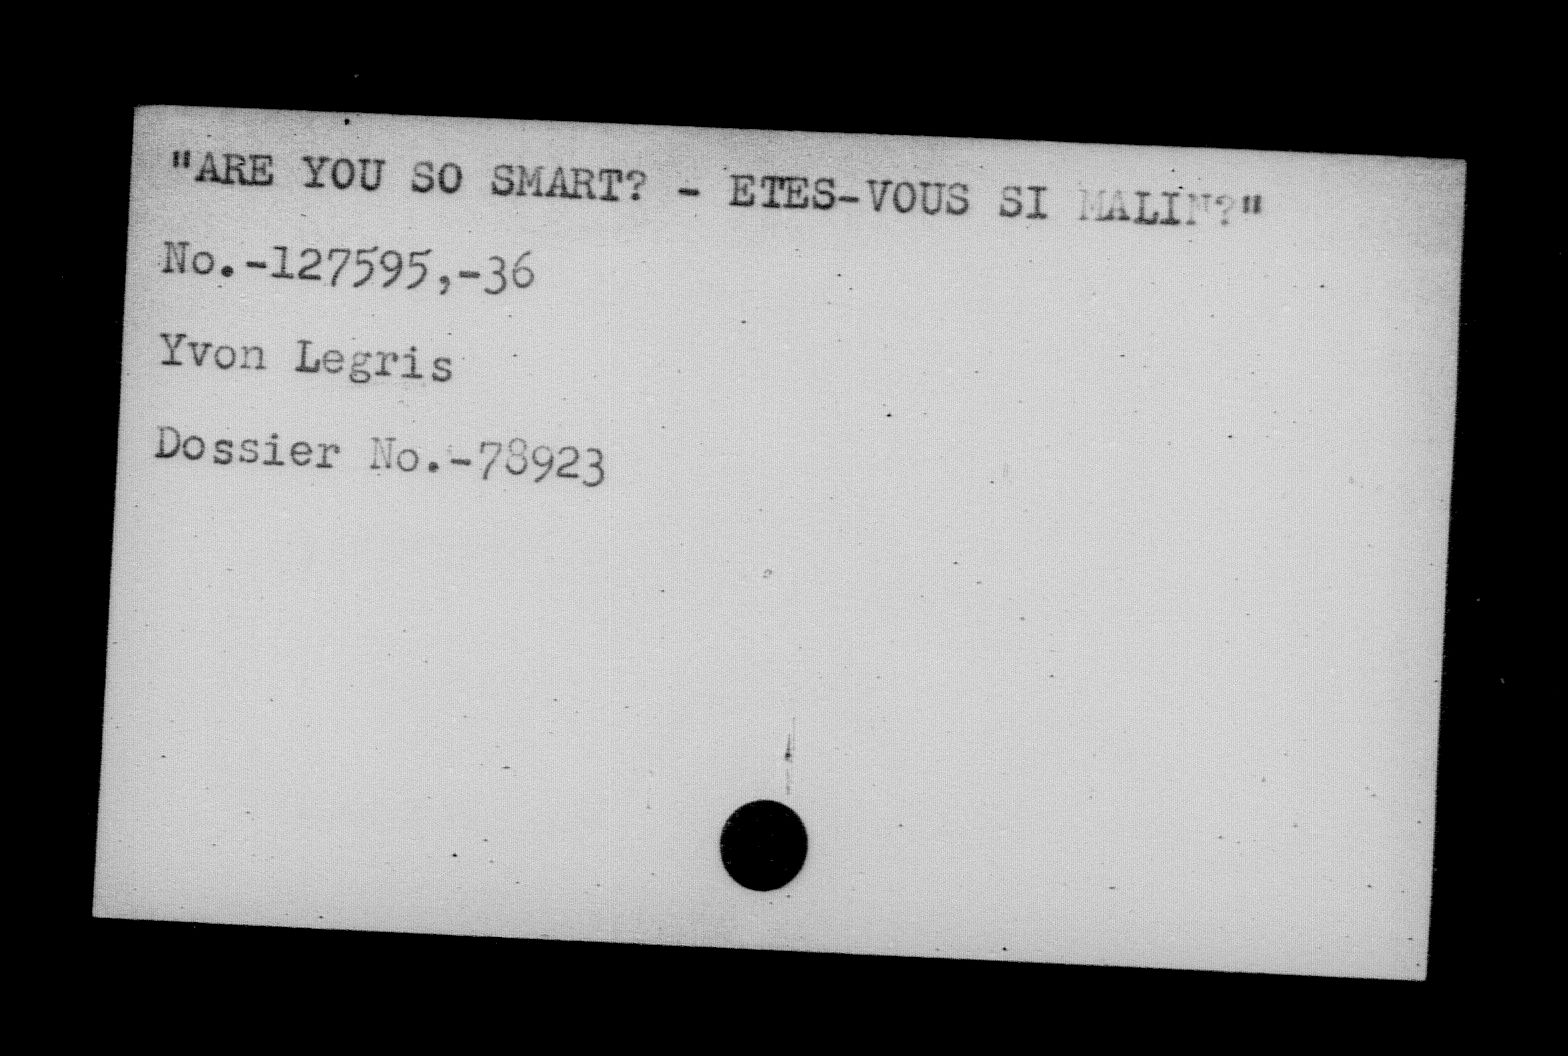 "ARE YOU SO SMART? - ETES-VOUS SI MALIN?"
No.-127595,-36
Yvon Legris
Dossier No.-78923